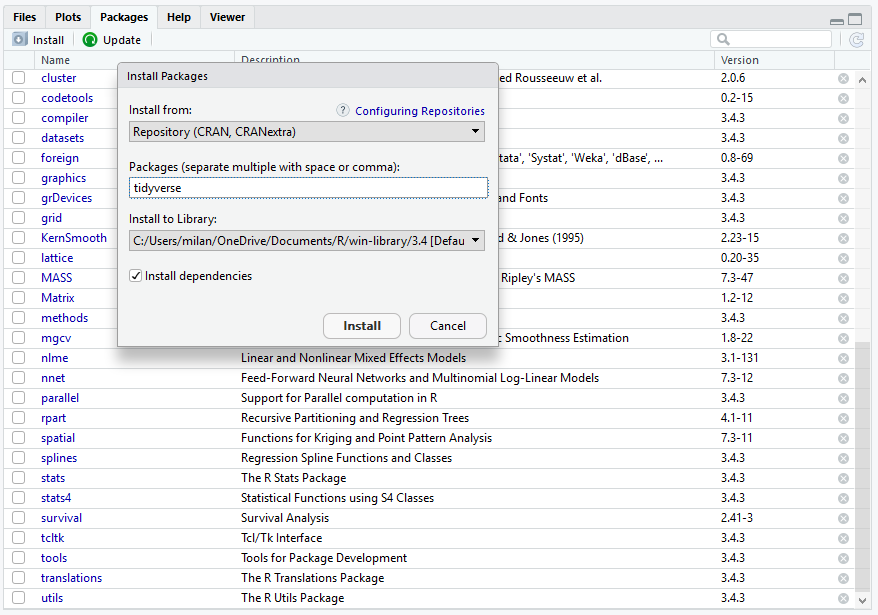 Files Plots Packages Help Viewer
Install Update
Name Description Version
Install Packages
Install from:
? Configuring Repositories
Repository (CRAN, CRANextra)
Packages (separate multiple with space or comma):
tidyverse
Install to Library:
C:/Users/milan/OneDrive/Documents/R/win-library/3.4 [Defau
Install dependencies
Install Cancel
cluster ed Rousseeuw et al. 2.0.6
codetools 0.2-15
compiler 3.4.3
datasets 3.4.3
foreign tata', 'Systat', 'Weka', 'dBase', ... 0.8-69
graphics 3.4.3
grDevices and Fonts 3.4.3
grid 3.4.3
KernSmooth d & Jones (1995) 2.23-15
lattice 0.20-35
MASS Ripley's MASS 7.3-47
Matrix 1.2-12
methods 3.4.3
mgcv c Smoothness Estimation 1.8-22
nlme Linear and Nonlinear Mixed Effects Models 3.1-131
nnet Feed-Forward Neural Networks and Multinomial Log-Linear Models 7.3-12
parallel Support for Parallel computation in R 3.4.3
rpart Recursive Partitioning and Regression Trees 4.1-11
spatial Functions for Kriging and Point Pattern Analysis 7.3-11
splines Regression Spline Functions and Classes 3.4.3
stats The R Stats Package 3.4.3
stats4 Statistical Functions using S4 Classes 3.4.3
survival Survival Analysis 2.41-3
tcltk Tcl/Tk Interface 3.4.3
tools Tools for Package Development 3.4.3
translations The R Translations Package 3.4.3
utils The R Utils Package 3.4.3